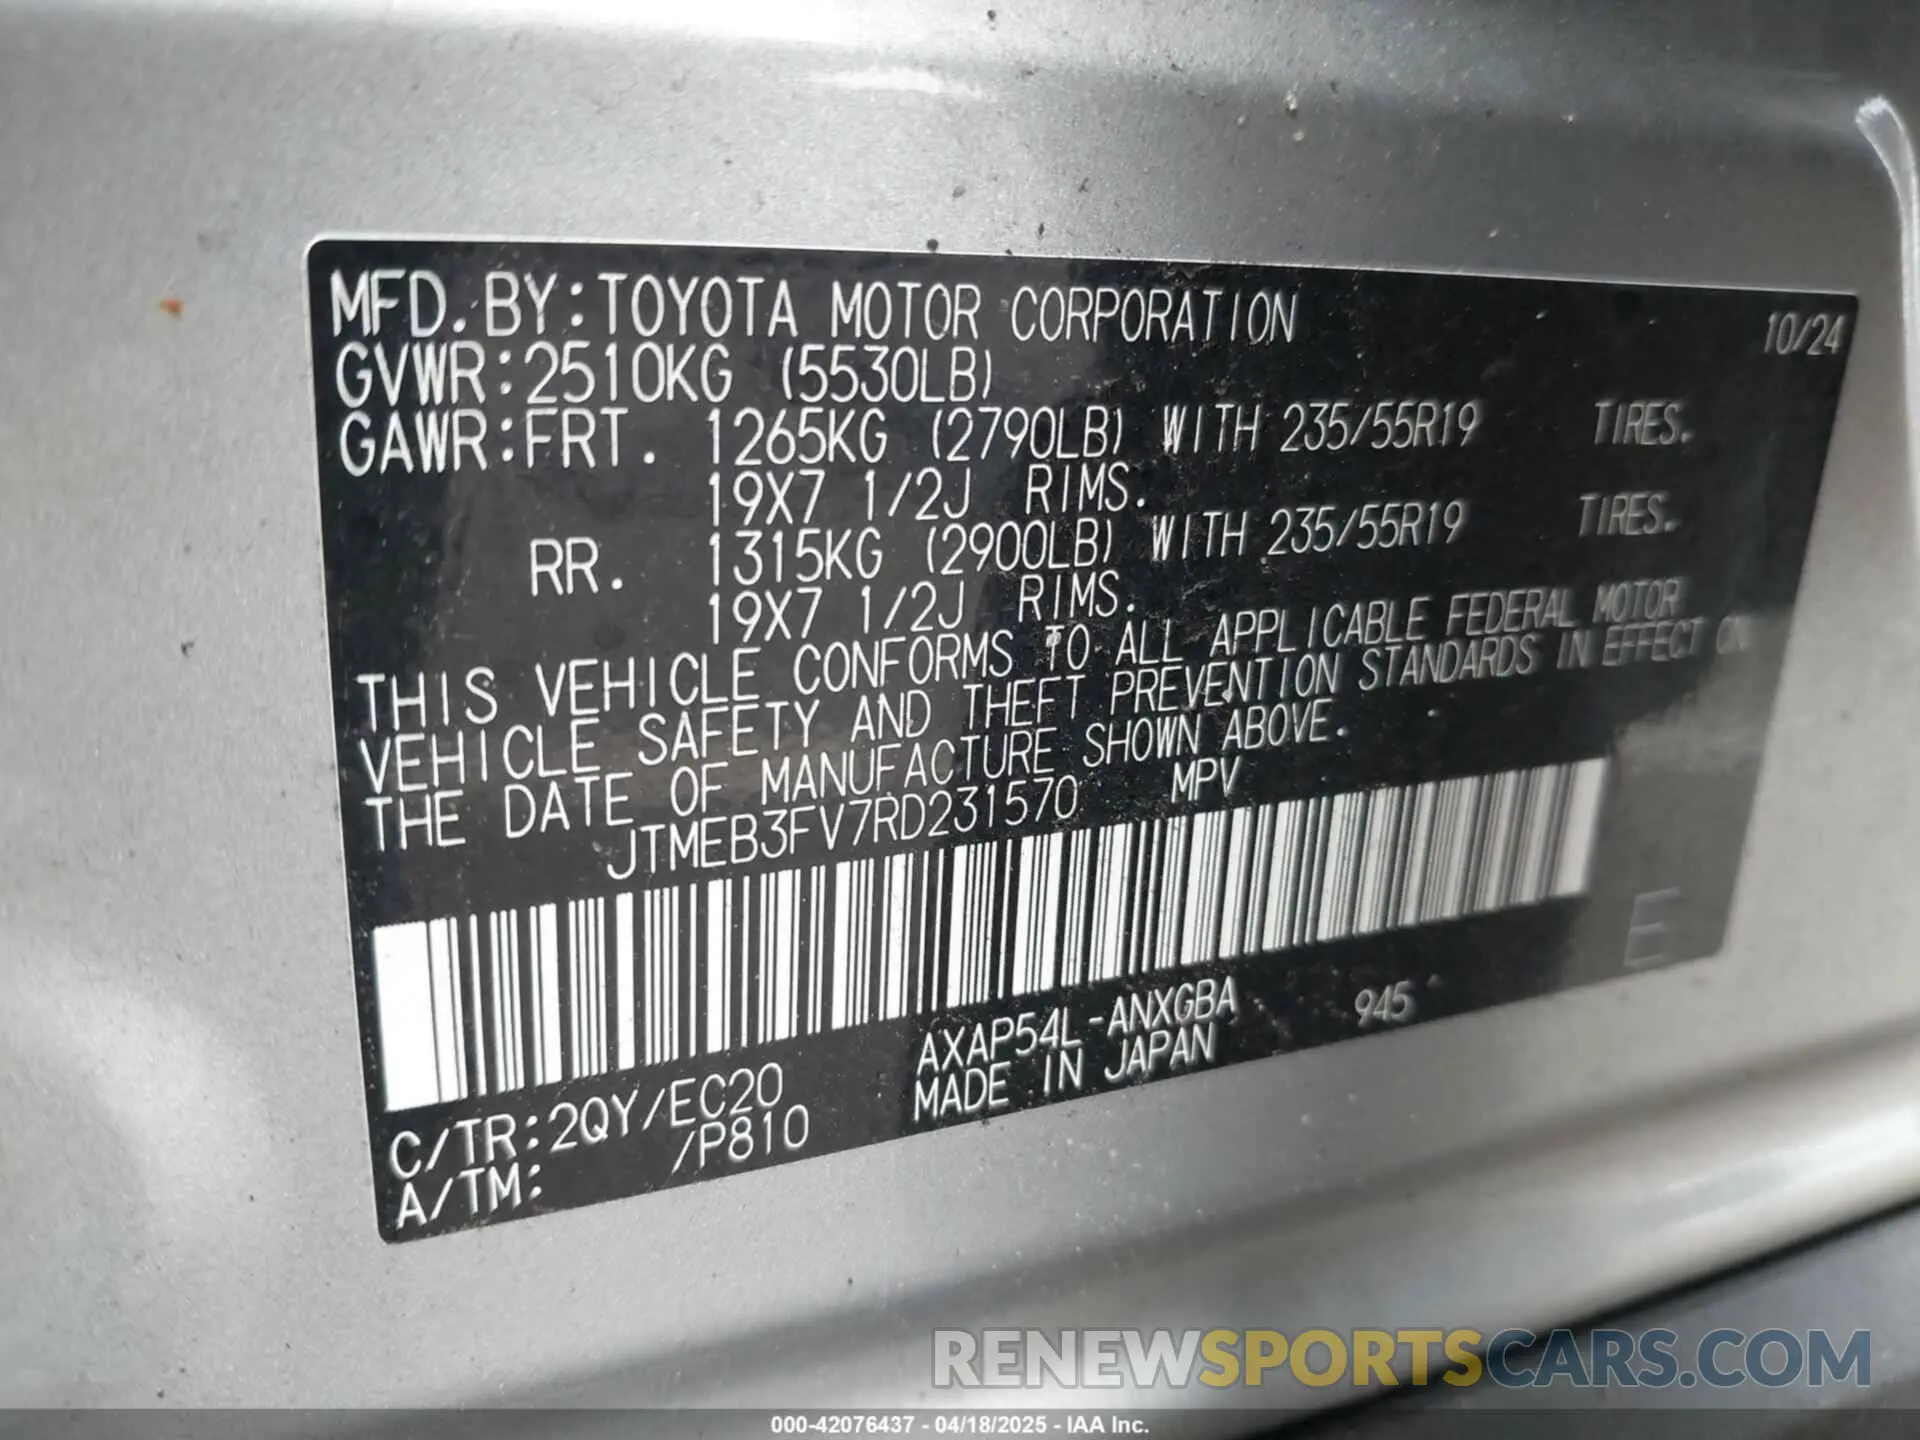 MFD. BY: TOYOTA MOTOR CORPORATION 10/24
GVWR: 2510KG (5530LB)
GAWR: FRT. 1265KG (2790LB) WITH 235/55R19 TIRES.
19X7 1/2J RIMS.
RR. 1315KG (2900LB) WITH 235/55R19 TIRES.
19X7 1/2J RIMS.
THIS VEHICLE CONFORMS TO ALL APPLICABLE FEDERAL MOTOR
VEHICLE SAFETY AND THEFT PREVENTION STANDARDS IN EFFECT ON
THE DATE OF MANUFACTURE SHOWN ABOVE.
JTMEB3FV7RD231570 MPV
E
AXAP54L-ANXGBA 945
C/TR: 2QY/EC20 MADE IN JAPAN
A/TM: /P810
RENEWSPORTSCARS.COM
000-42076437 - 04/18/2025 - IAA Inc.